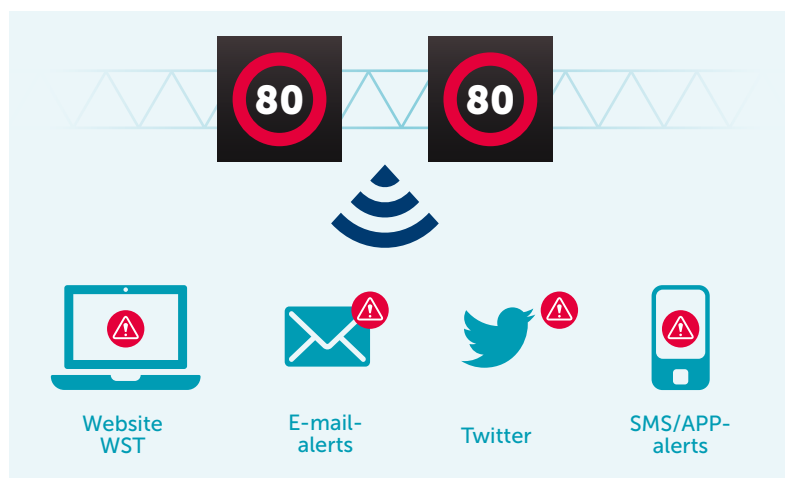 80 80
Website
WST
E-mail-
alerts
Twitter
SMS/APP-
alerts